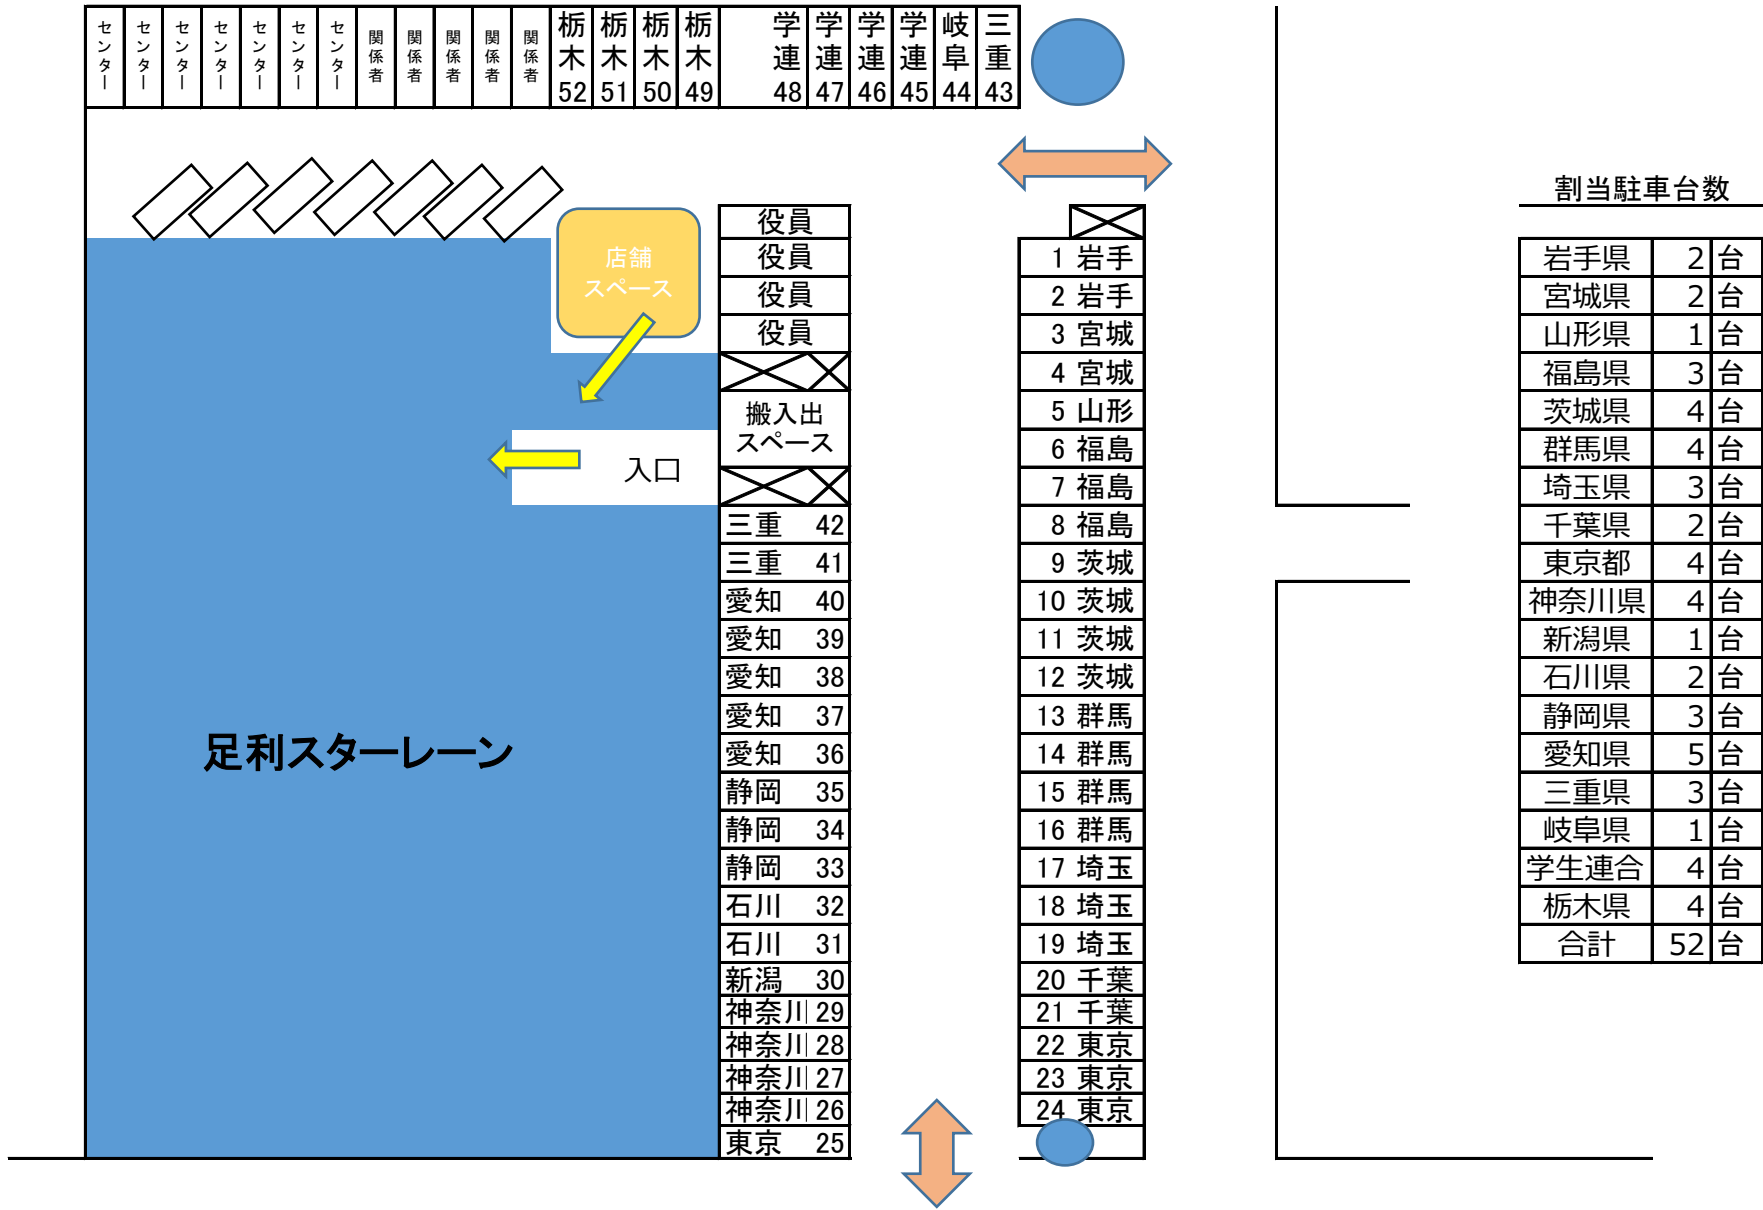 センター
センター
センター
センター
センター
センター
センター
関係者
関係者
関係者
関係者
関係者
栃木52
栃木51
栃木50
栃木49
学連48
学連47
学連46
学連45
岐阜44
三重43
店舗
スペース
役員
役員
役員
役員
搬入出
スペース
入口
三重 42
三重 41
愛知 40
愛知 39
愛知 38
愛知 37
愛知 36
静岡 35
静岡 34
静岡 33
石川 32
石川 31
新潟 30
神奈川 29
神奈川 28
神奈川 27
神奈川 26
東京 25
足利スターレーン
1 岩手
2 岩手
3 宮城
4 宮城
5 山形
6 福島
7 福島
8 福島
9 茨城
10 茨城
11 茨城
12 茨城
13 群馬
14 群馬
15 群馬
16 群馬
17 埼玉
18 埼玉
19 埼玉
20 千葉
21 千葉
22 東京
23 東京
24 東京
割当駐車台数
岩手県 2 台
宮城県 2 台
山形県 1 台
福島県 3 台
茨城県 4 台
群馬県 4 台
埼玉県 3 台
千葉県 2 台
東京都 4 台
神奈川県 4 台
新潟県 1 台
石川県 2 台
静岡県 3 台
愛知県 5 台
三重県 3 台
岐阜県 1 台
学生連合 4 台
栃木県 4 台
合計 52 台